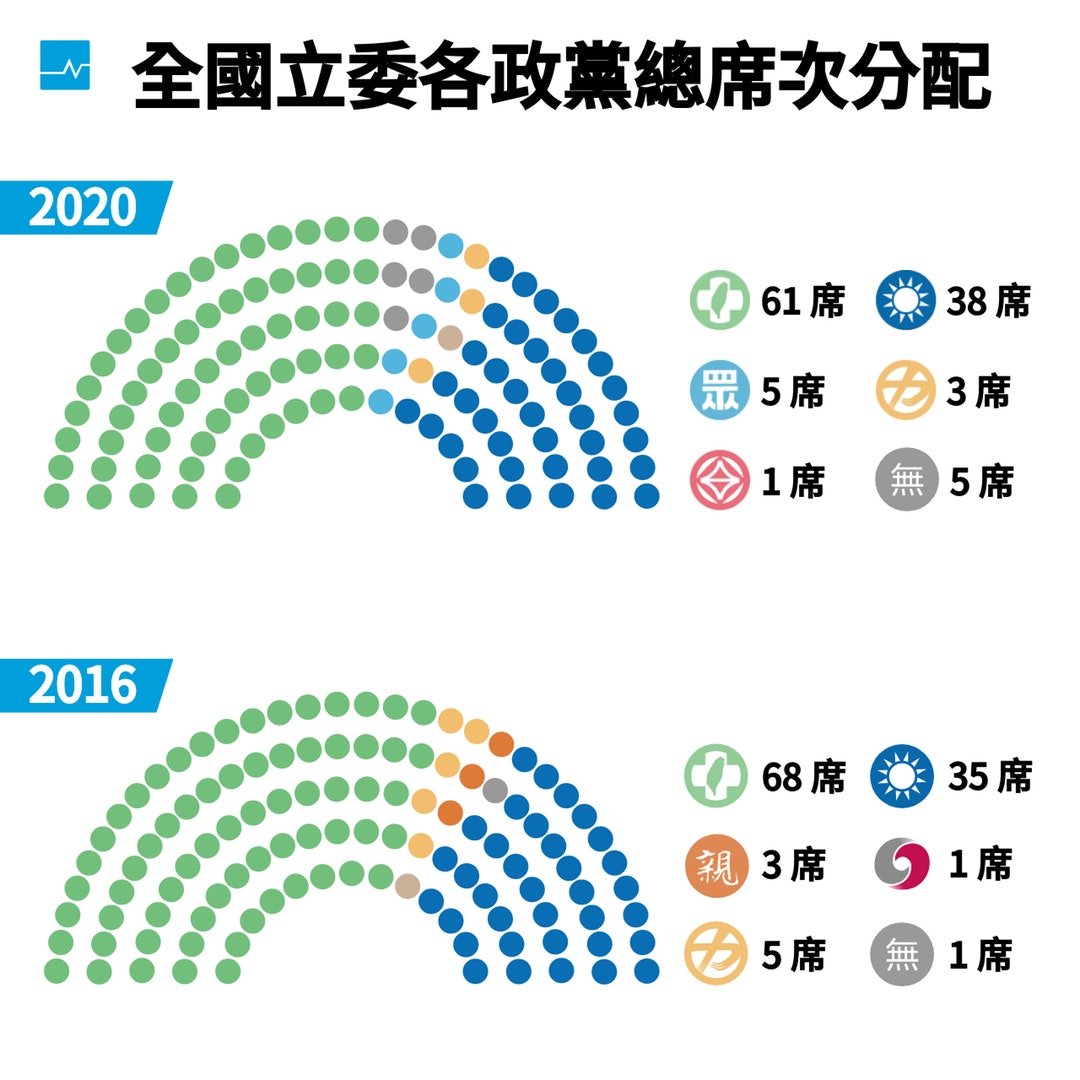 全國立委各政黨總席次分配
2020
61 席 38 席
眾 5 席 力 3 席
1 席 無 5 席
2016
68 席 35 席
親 3 席 1 席
力 5 席 無 1 席